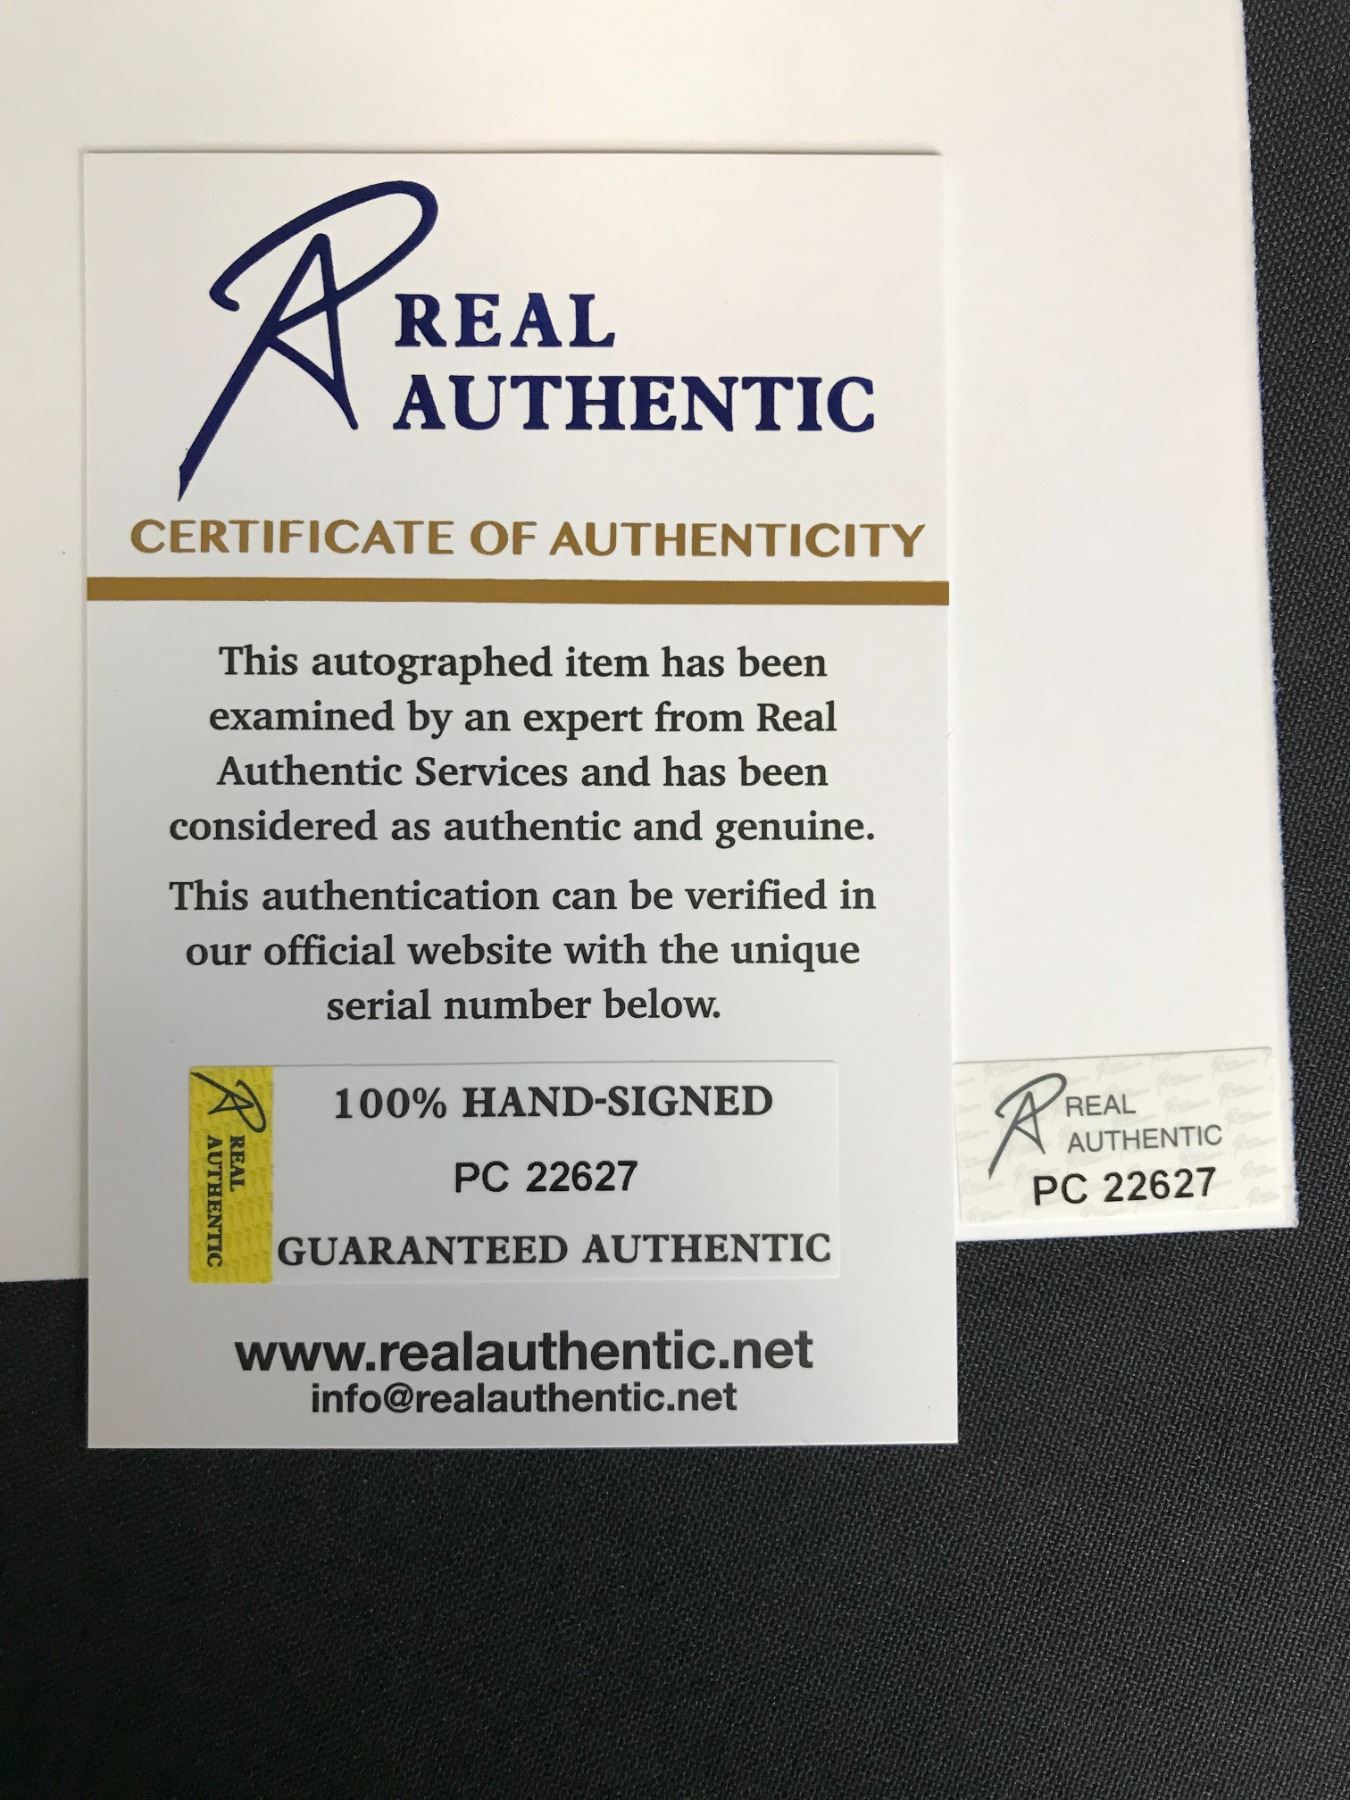 REAL
AUTHENTIC
CERTIFICATE OF AUTHENTICITY
This autographed item has been
examined by an expert from Real
Authentic Services and has been
considered as authentic and genuine.
This authentication can be verified in
our official website with the unique
serial number below.
REAL
AUTHENTIC
100% HAND-SIGNED
PC 22627
GUARANTEED AUTHENTIC
www.realauthentic.net
info@realauthentic.net
REAL
AUTHENTIC
PC 22627